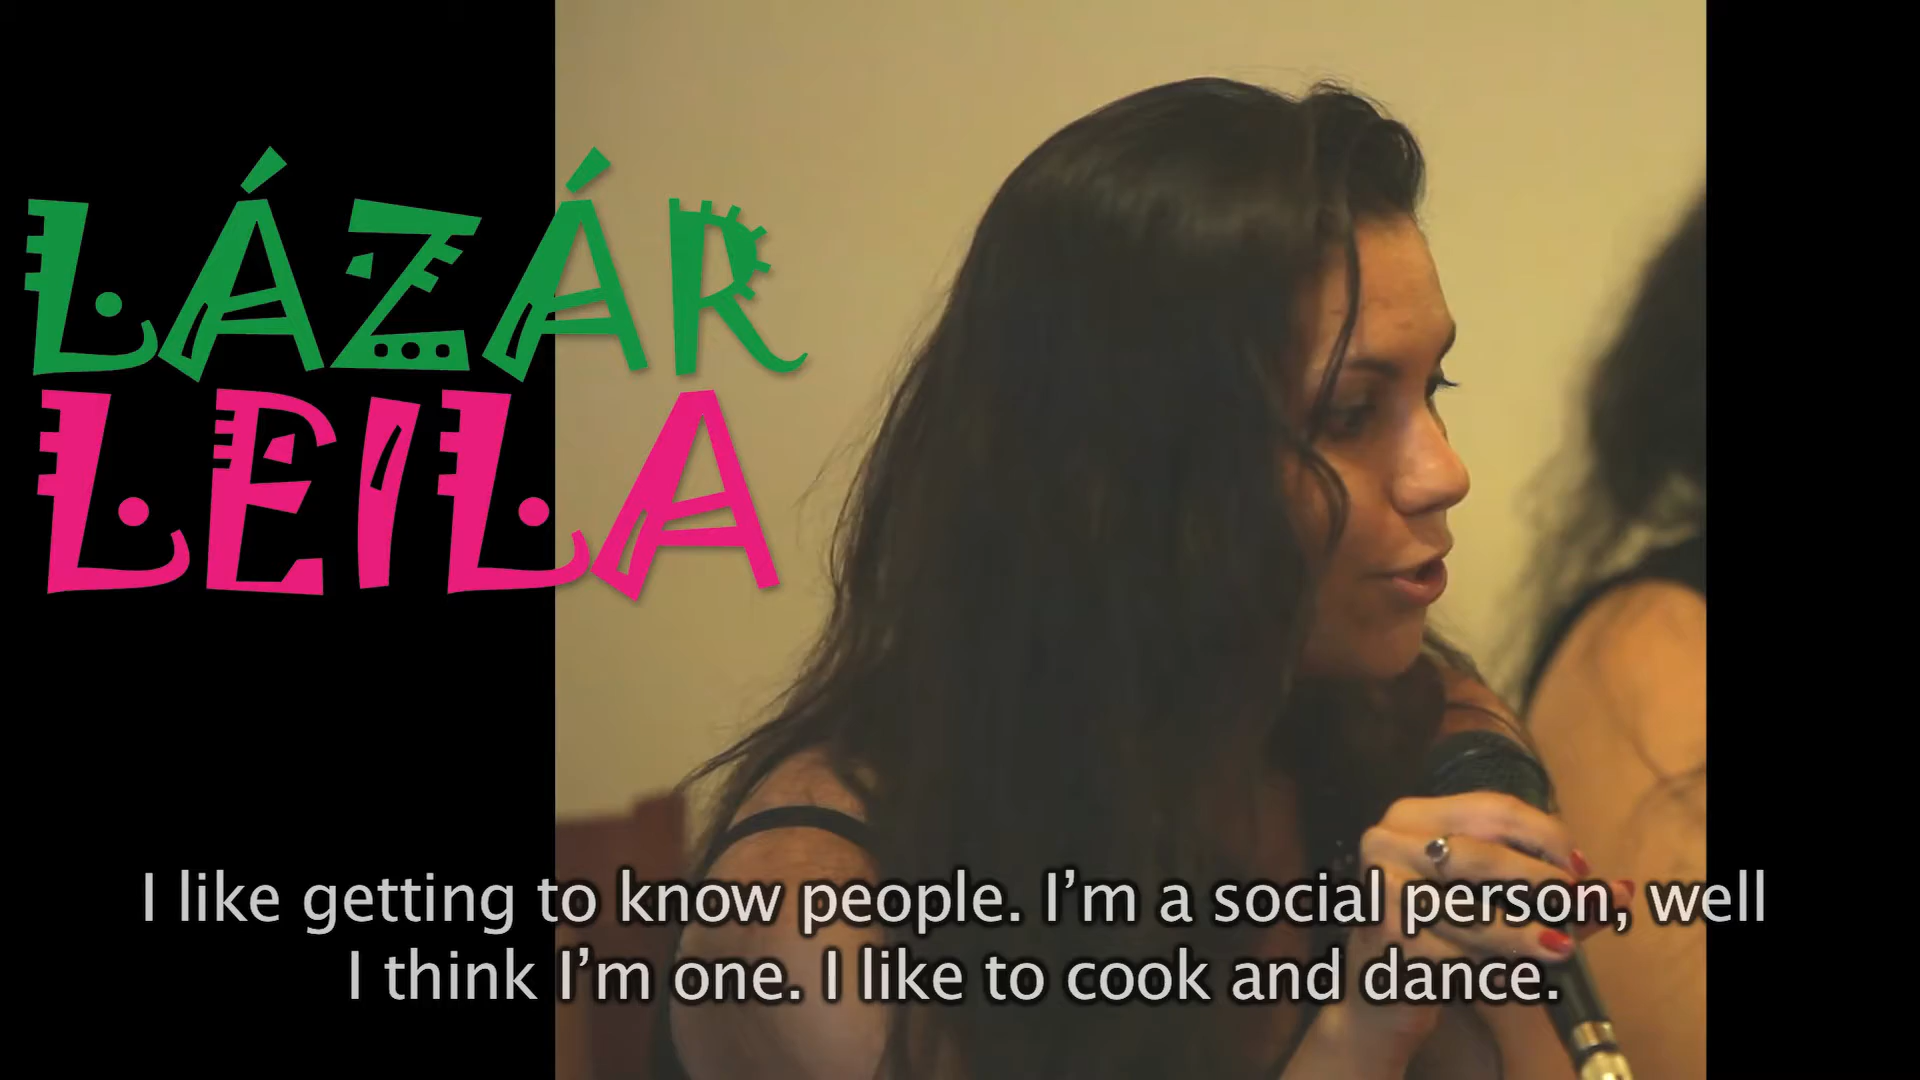 LÁZÁR
LEILA
I like getting to know people. I’m a social person, well
I think I’m one. I like to cook and dance.